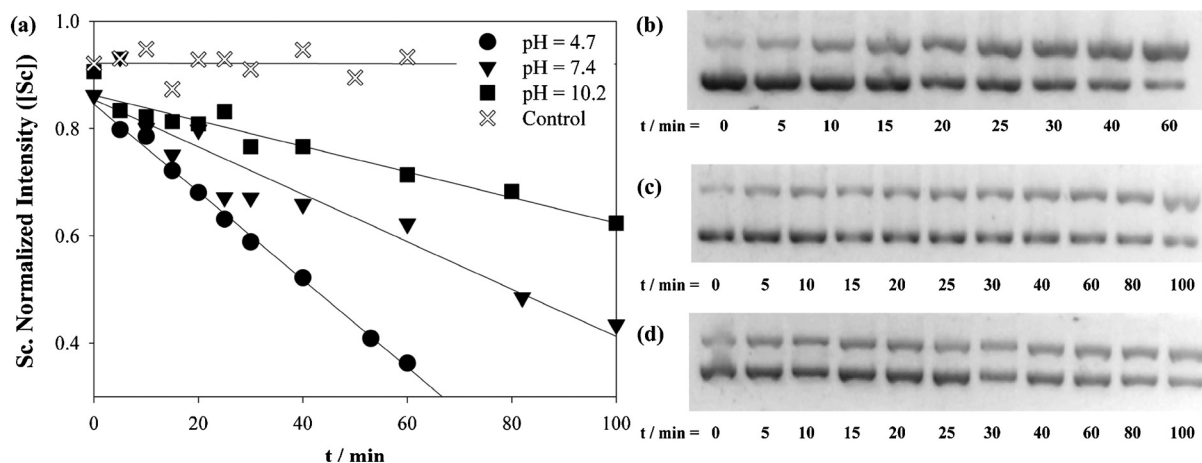 (a)
1.0
0.8
0.6
0.4
Sc. Normalized Intensity ([Sc])
pH = 4.7
pH = 7.4
pH = 10.2
Control
0 20 40 60 80 100
t / min
(b)
t / min = 0 5 10 15 20 25 30 40 60
(c)
t / min = 0 5 10 15 20 25 30 40 60 80 100
(d)
t / min = 0 5 10 15 20 25 30 40 60 80 100